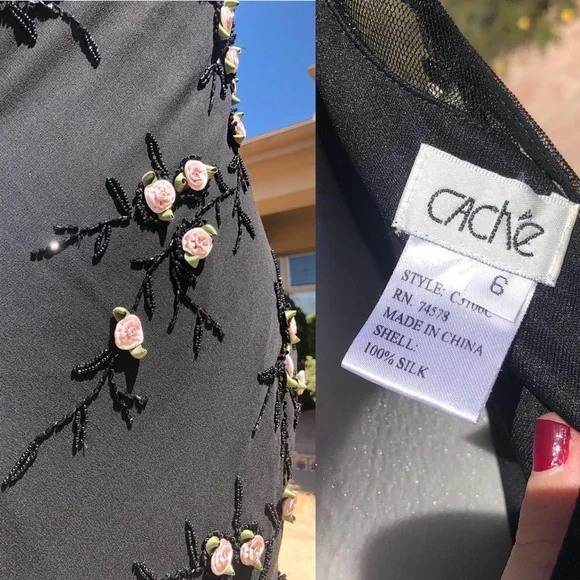 CAChé
6
STYLE:
RN. 74578
MADE IN CHINA
SHELL:
100% SILK